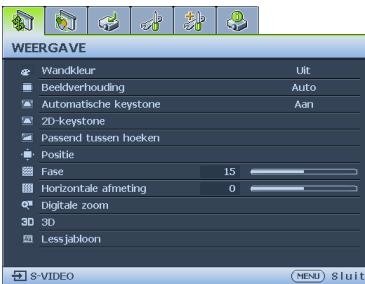 WEERGAVE
Wandkleur Uit
Beeldverhouding Auto
Automatische keystone Aan
2D-keystone
Passend tussen hoeken
Positie
Fase 15
Horizontale afmeting 0
Digitale zoom
3D 3D
Lessjabloon
S-VIDEO MENU Sluit